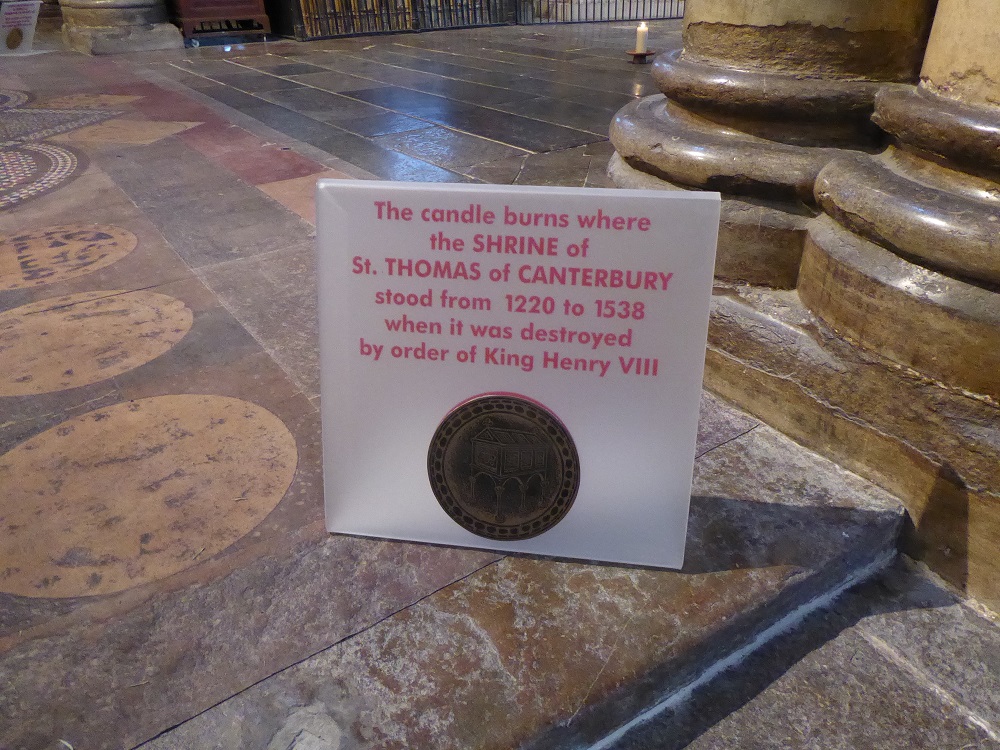 The candle burns where
the SHRINE of
St. THOMAS of CANTERBURY
stood from 1220 to 1538
when it was destroyed
by order of King Henry VIII